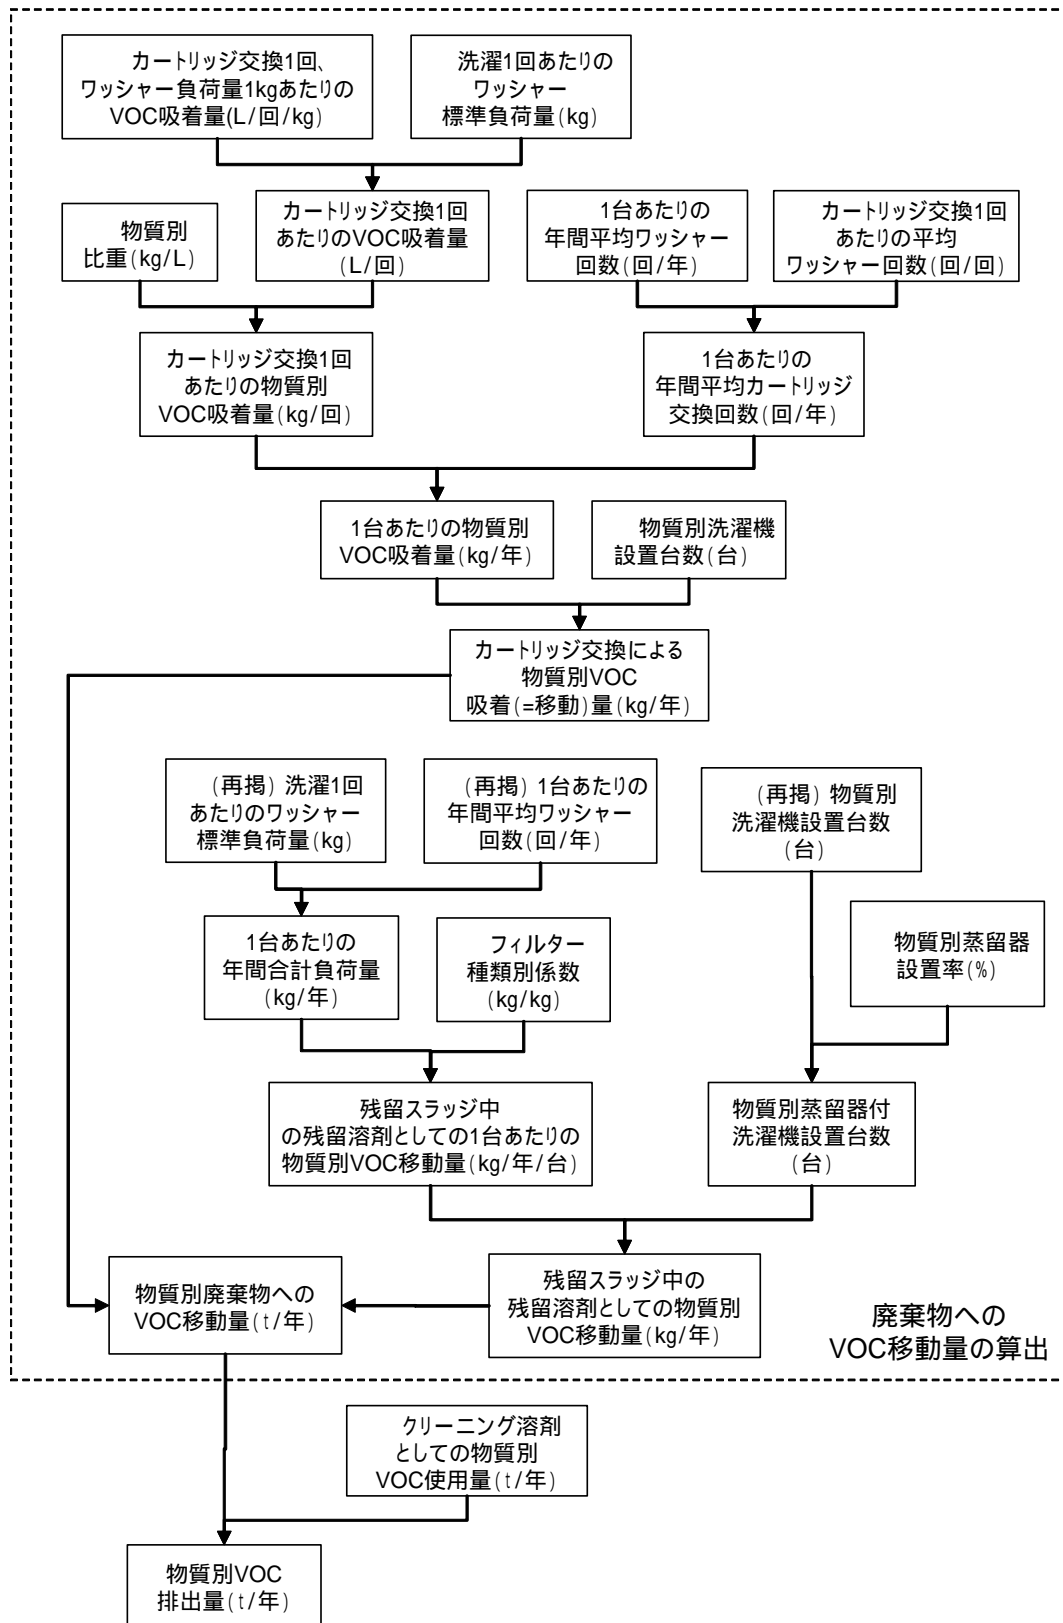 カートリッジ交換1回、
ワッシャー負荷量1kgあたりの
VOC吸着量(L/回/kg)
洗濯1回あたりの
ワッシャー
標準負荷量(kg)
物質別
比重(kg/L)
カートリッジ交換1回
あたりのVOC吸着量
(L/回)
1台あたりの
年間平均ワッシャー
回数(回/年)
カートリッジ交換1回
あたりの平均
ワッシャー回数(回/回)
カートリッジ交換1回
あたりの物質別
VOC吸着量(kg/回)
1台あたりの
年間平均カートリッジ
交換回数(回/年)
1台あたりの物質別
VOC吸着量(kg/年)
物質別洗濯機
設置台数(台)
カートリッジ交換による
物質別VOC
吸着(=移動)量(kg/年)
(再掲) 洗濯1回
あたりのワッシャー
標準負荷量(kg)
(再掲) 1台あたりの
年間平均ワッシャー
回数(回/年)
(再掲) 物質別
洗濯機設置台数
(台)
1台あたりの
年間合計負荷量
(kg/年)
フィルター
種類別係数
(kg/kg)
物質別蒸留器
設置率(%)
残留スラッジ中
の残留溶剤としての1台あたりの
物質別VOC移動量(kg/年/台)
物質別蒸留器付
洗濯機設置台数
(台)
物質別廃棄物への
VOC移動量(t/年)
残留スラッジ中の
残留溶剤としての物質別
VOC移動量(kg/年)
廃棄物への
VOC移動量の算出
クリーニング溶剤
としての物質別
VOC使用量(t/年)
物質別VOC
排出量(t/年)